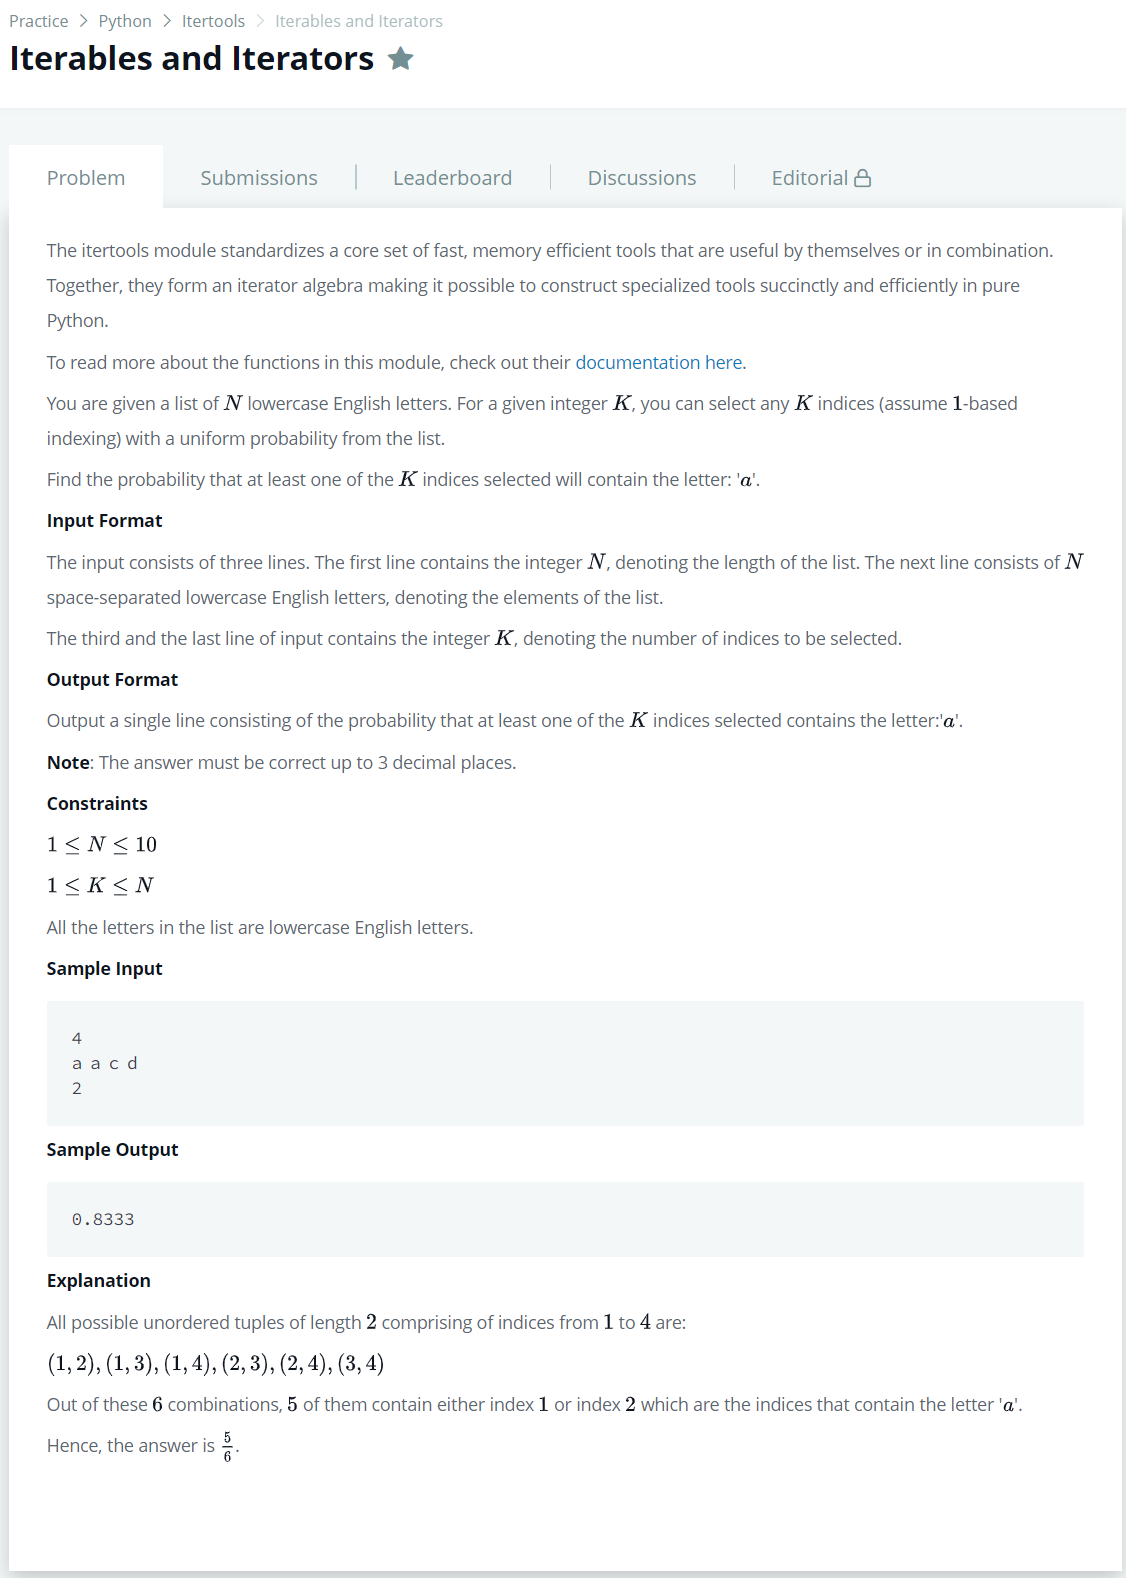 Practice > Python > Itertools > Iterables and Iterators
Iterables and Iterators
Problem
Submissions
Leaderboard
Discussions
Editorial
The itertools module standardizes a core set of fast, memory efficient tools that are useful by themselves or in combination.
Together, they form an iterator algebra making it possible to construct specialized tools succinctly and efficiently in pure
Python.
To read more about the functions in this module, check out their documentation here.
You are given a list of N lowercase English letters. For a given integer K, you can select any K indices (assume 1-based
indexing) with a uniform probability from the list.
Find the probability that at least one of the K indices selected will contain the letter: 'a'.
Input Format
The input consists of three lines. The first line contains the integer N, denoting the length of the list. The next line consists of N
space-separated lowercase English letters, denoting the elements of the list.
The third and the last line of input contains the integer K, denoting the number of indices to be selected.
Output Format
Output a single line consisting of the probability that at least one of the K indices selected contains the letter:'a'.
Note: The answer must be correct up to 3 decimal places.
Constraints
1 ≤ N ≤ 10
1 ≤ K ≤ N
All the letters in the list are lowercase English letters.
Sample Input
4
a a c d
2
Sample Output
0.8333
Explanation
All possible unordered tuples of length 2 comprising of indices from 1 to 4 are:
(1, 2), (1, 3), (1, 4), (2, 3), (2, 4), (3, 4)
Out of these 6 combinations, 5 of them contain either index 1 or index 2 which are the indices that contain the letter 'a'.
Hence, the answer is 5/6.